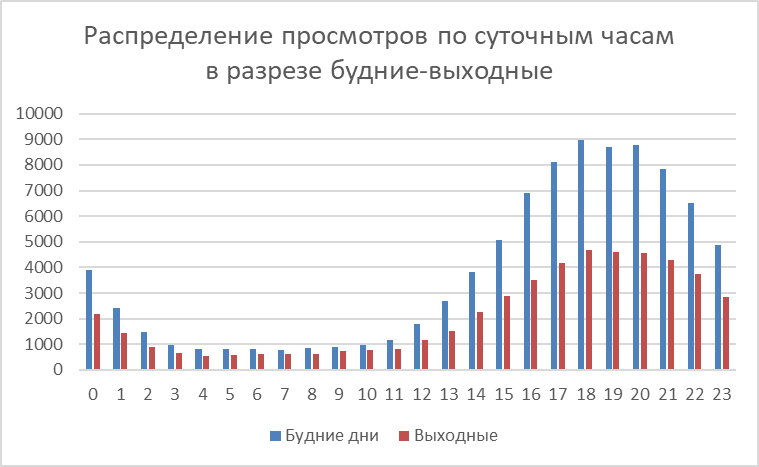 Распределение просмотров по суточным часам
в разрезе будние-выходные
10000
9000
8000
7000
6000
5000
4000
3000
2000
1000
0
0 1 2 3 4 5 6 7 8 9 10 11 12 13 14 15 16 17 18 19 20 21 22 23
Будние дни Выходные